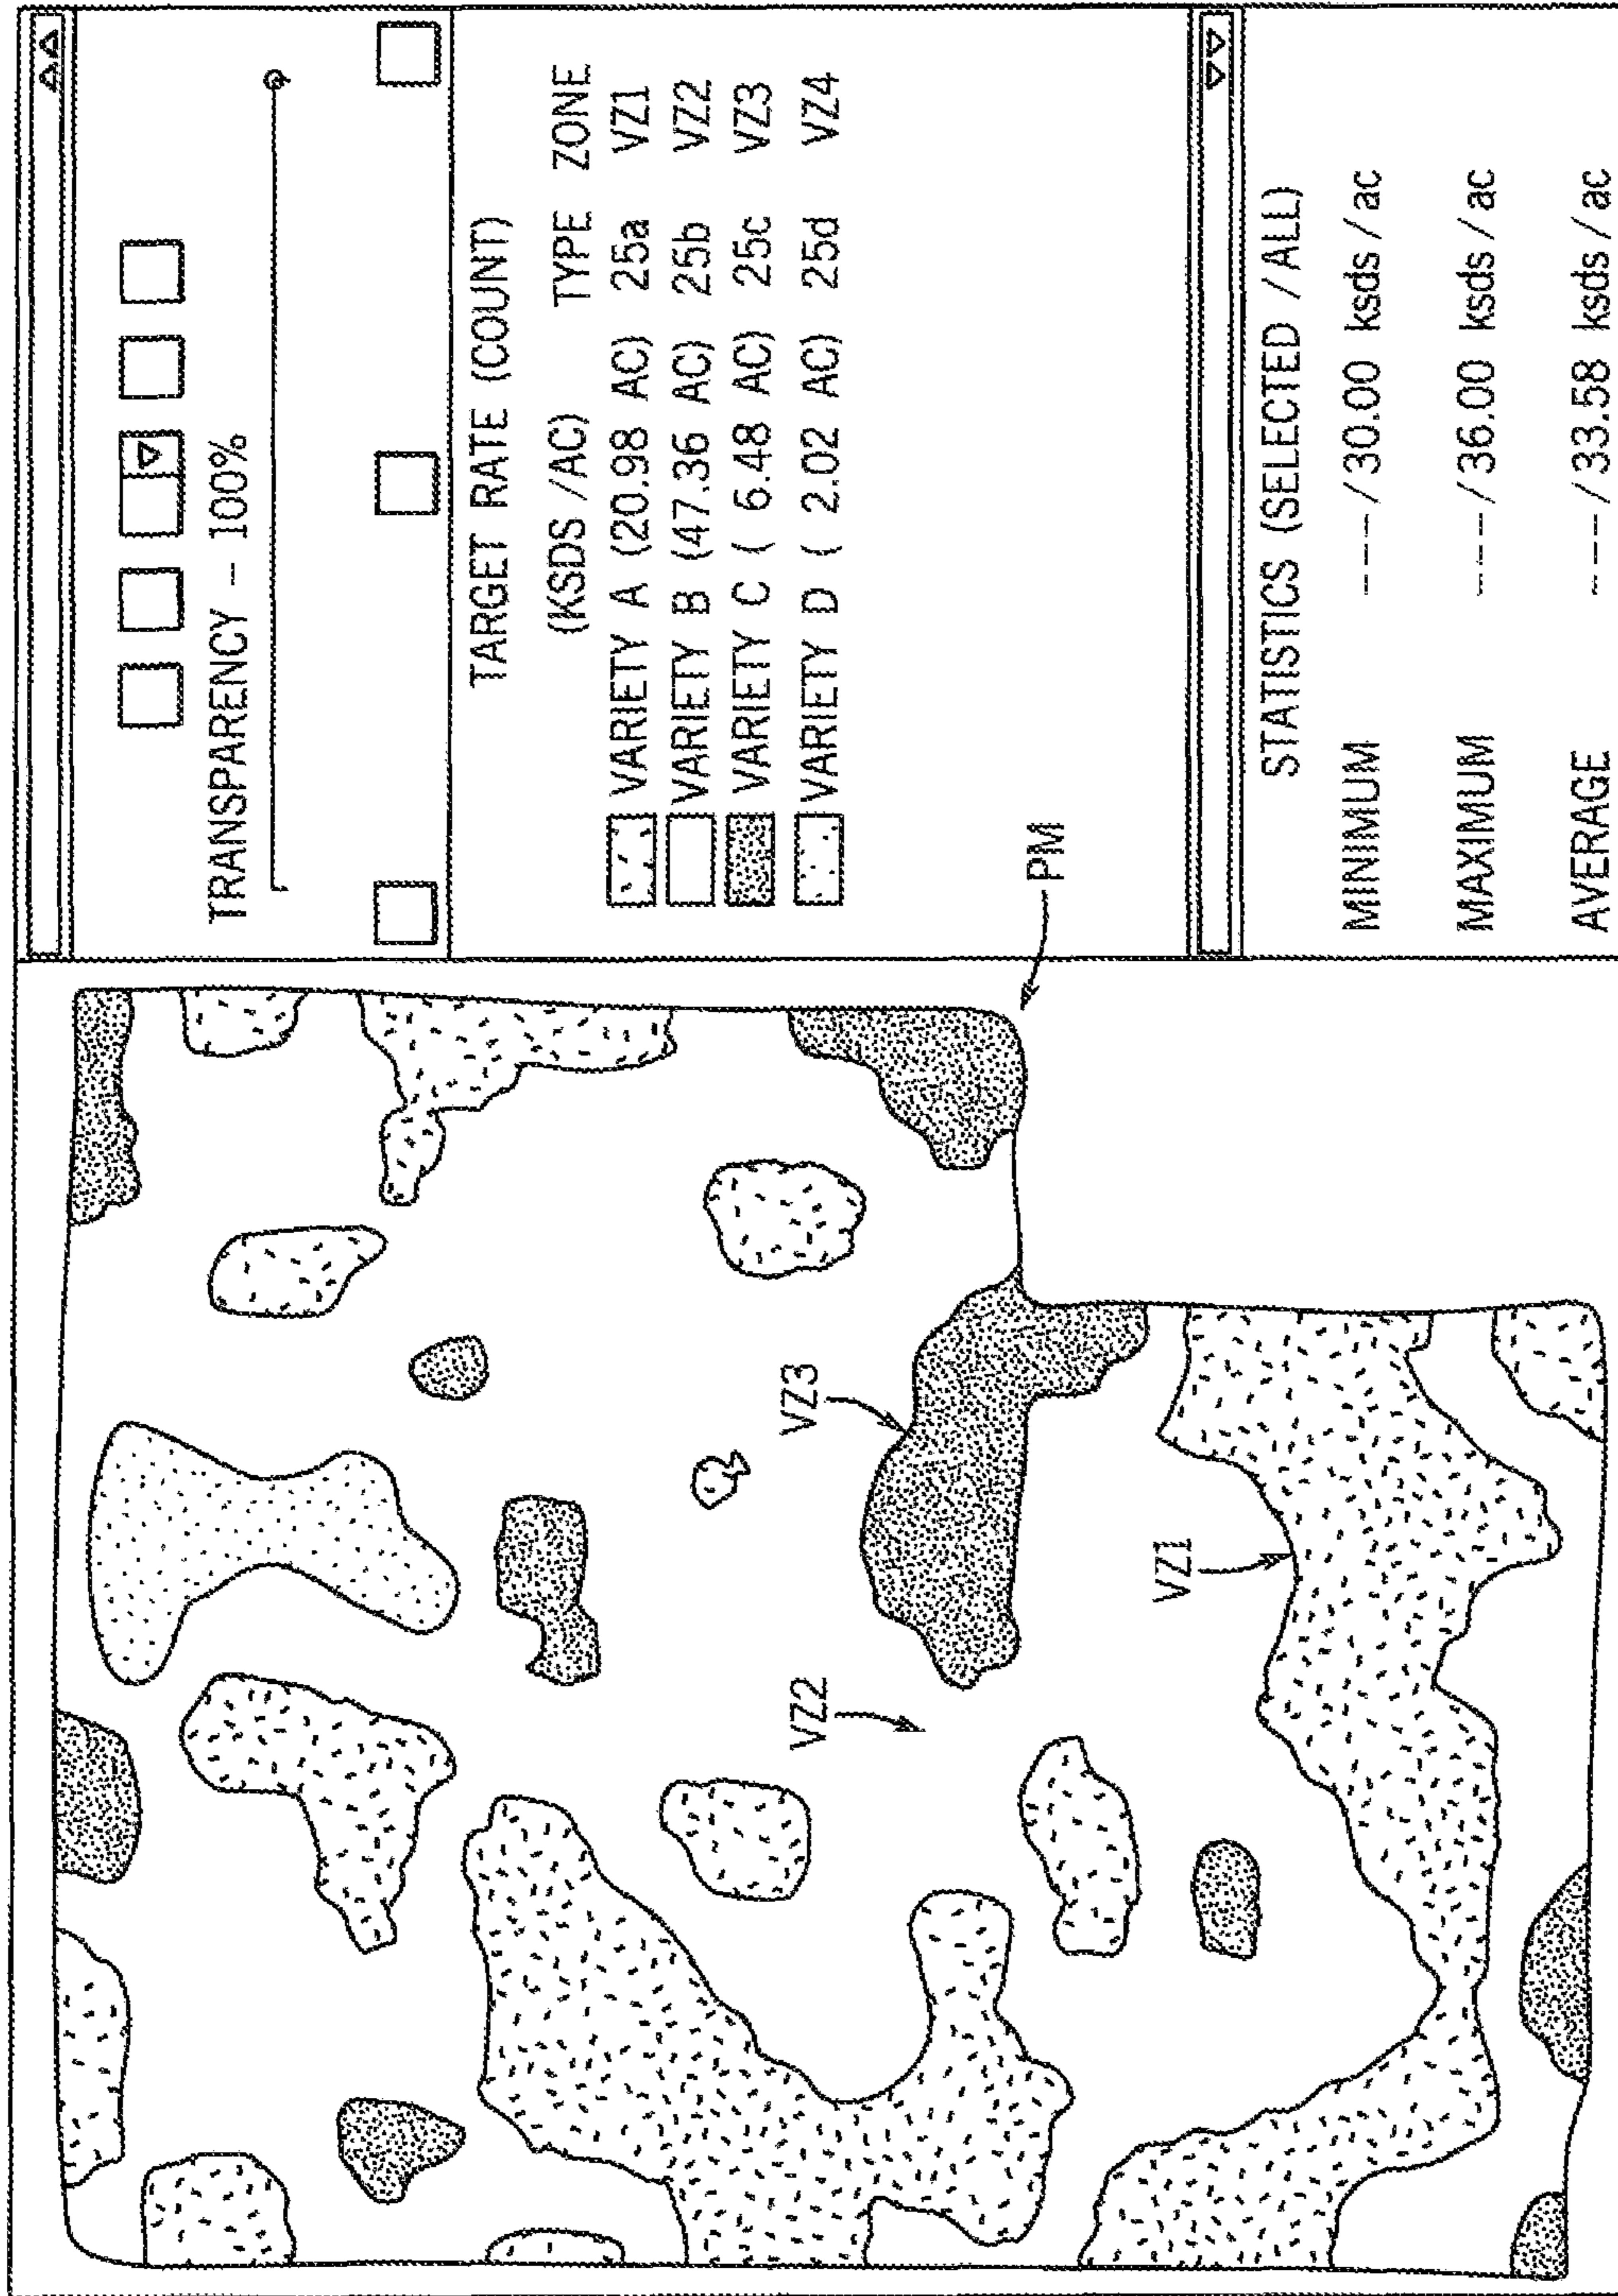 TRANSPARENCY - 100%
TARGET RATE (COUNT)
(KSDS/AC) TYPE ZONE
VARIETY A (20.98 AC) 25a VZ1
VARIETY B (47.36 AC) 25b VZ2
VARIETY C ( 6.48 AC) 25c VZ3
VARIETY D ( 2.02 AC) 25d VZ4
STATISTICS (SELECTED / ALL)
MINIMUM ---/30.00 ksds/ac
MAXIMUM ---/36.00 ksds/ac
AVERAGE ---/33.58 ksds/ac
PM
VZ3
VZ2
VZ1